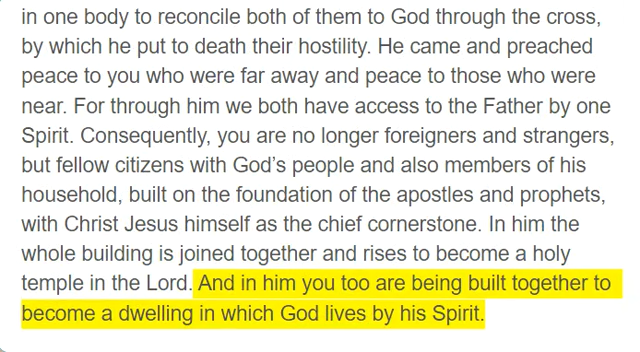 in one body to reconcile both of them to God through the cross,
by which he put to death their hostility. He came and preached
peace to you who were far away and peace to those who were
near. For through him we both have access to the Father by one
Spirit. Consequently, you are no longer foreigners and strangers,
but fellow citizens with God’s people and also members of his
household, built on the foundation of the apostles and prophets,
with Christ Jesus himself as the chief cornerstone. In him the
whole building is joined together and rises to become a holy
temple in the Lord. And in him you too are being built together to
become a dwelling in which God lives by his Spirit.